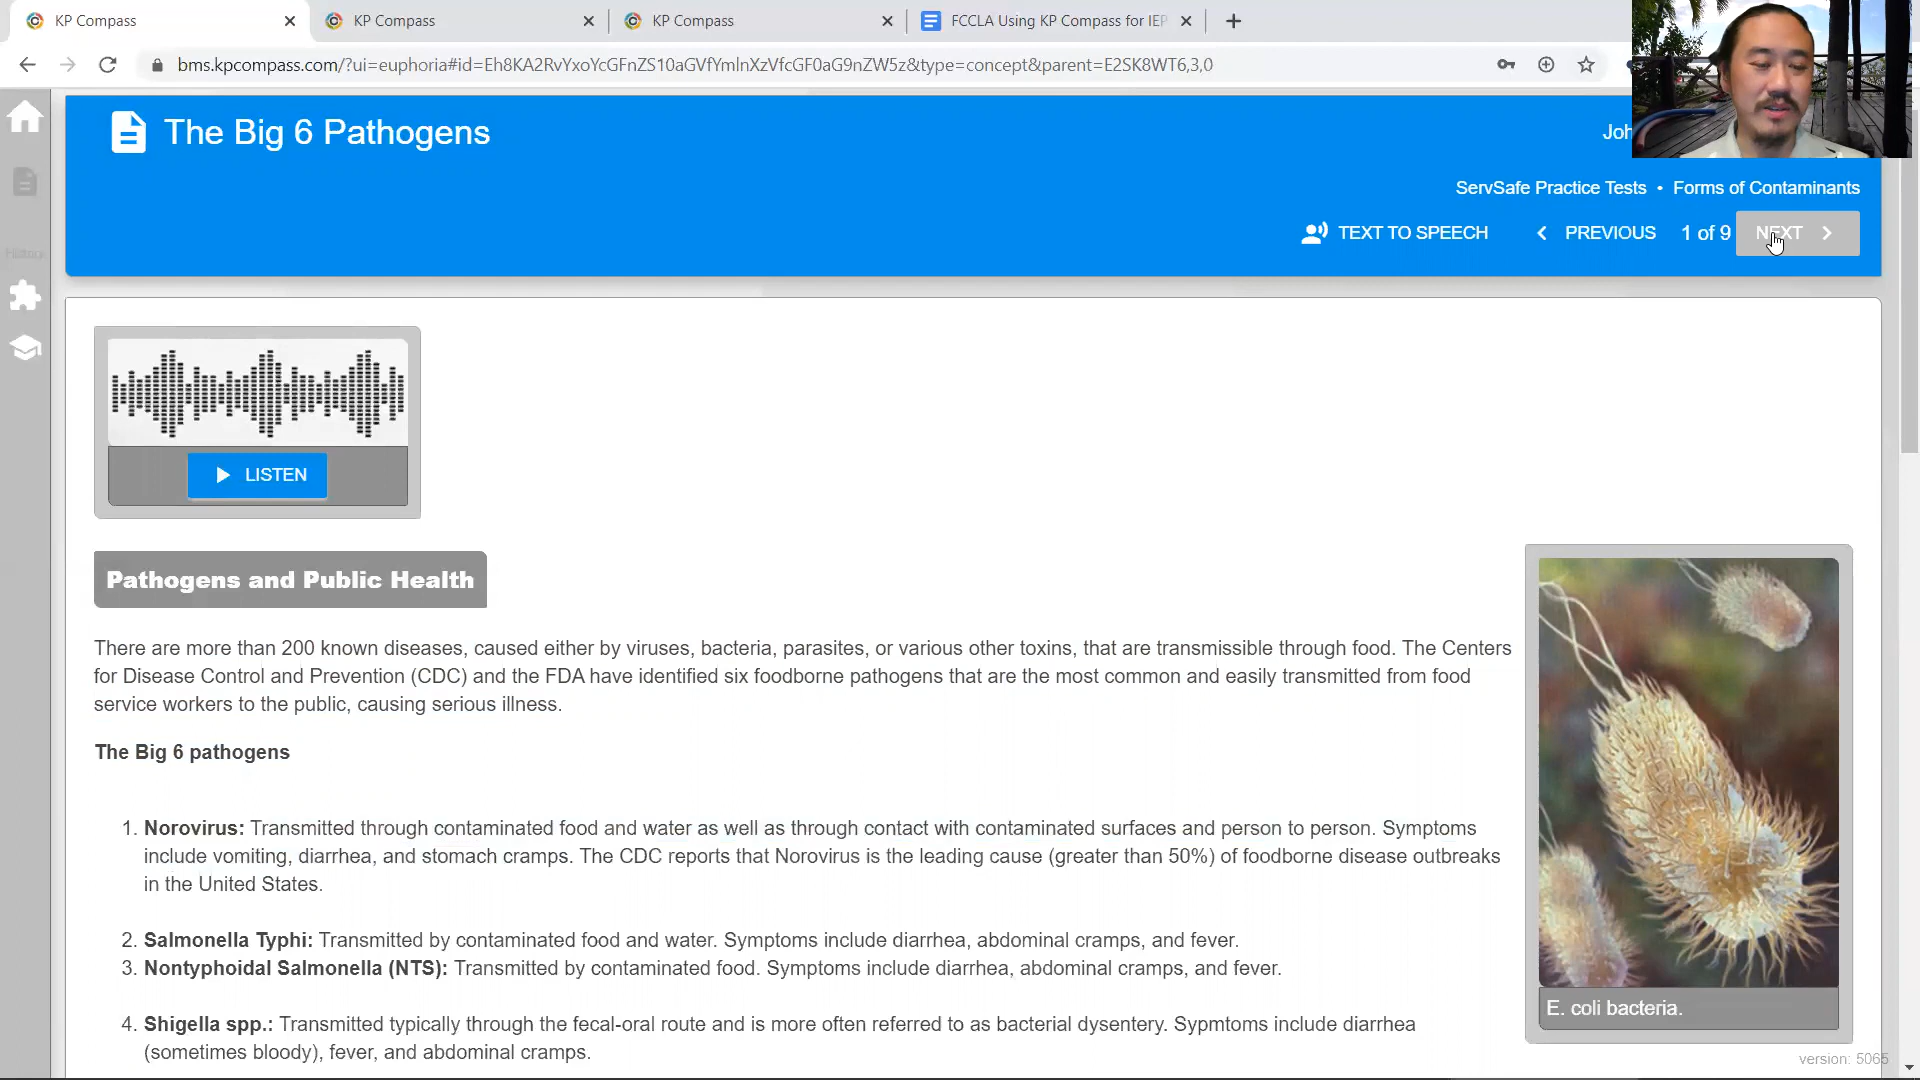 KP Compass
KP Compass
KP Compass
FCCLA Using KP Compass for IEP
bms.kpcompass.com/?ui=euphoria#id=Eh8KA2RvYxoYcGFnZS10aGVfYmlnXzVfcGF0aG9nZW5z&type=concept&parent=E2SK8WT6,3,0
The Big 6 Pathogens
Joh
ServSafe Practice Tests • Forms of Contaminants
TEXT TO SPEECH PREVIOUS 1 of 9 NEXT
History
LISTEN
Pathogens and Public Health
There are more than 200 known diseases, caused either by viruses, bacteria, parasites, or various other toxins, that are transmissible through food. The Centers
for Disease Control and Prevention (CDC) and the FDA have identified six foodborne pathogens that are the most common and easily transmitted from food
service workers to the public, causing serious illness.
The Big 6 pathogens
1. Norovirus: Transmitted through contaminated food and water as well as through contact with contaminated surfaces and person to person. Symptoms
include vomiting, diarrhea, and stomach cramps. The CDC reports that Norovirus is the leading cause (greater than 50%) of foodborne disease outbreaks
in the United States.
2. Salmonella Typhi: Transmitted by contaminated food and water. Symptoms include diarrhea, abdominal cramps, and fever.
3. Nontyphoidal Salmonella (NTS): Transmitted by contaminated food. Symptoms include diarrhea, abdominal cramps, and fever.
4. Shigella spp.: Transmitted typically through the fecal-oral route and is more often referred to as bacterial dysentery. Sypmtoms include diarrhea
(sometimes bloody), fever, and abdominal cramps.
E. coli bacteria.
version: 5065